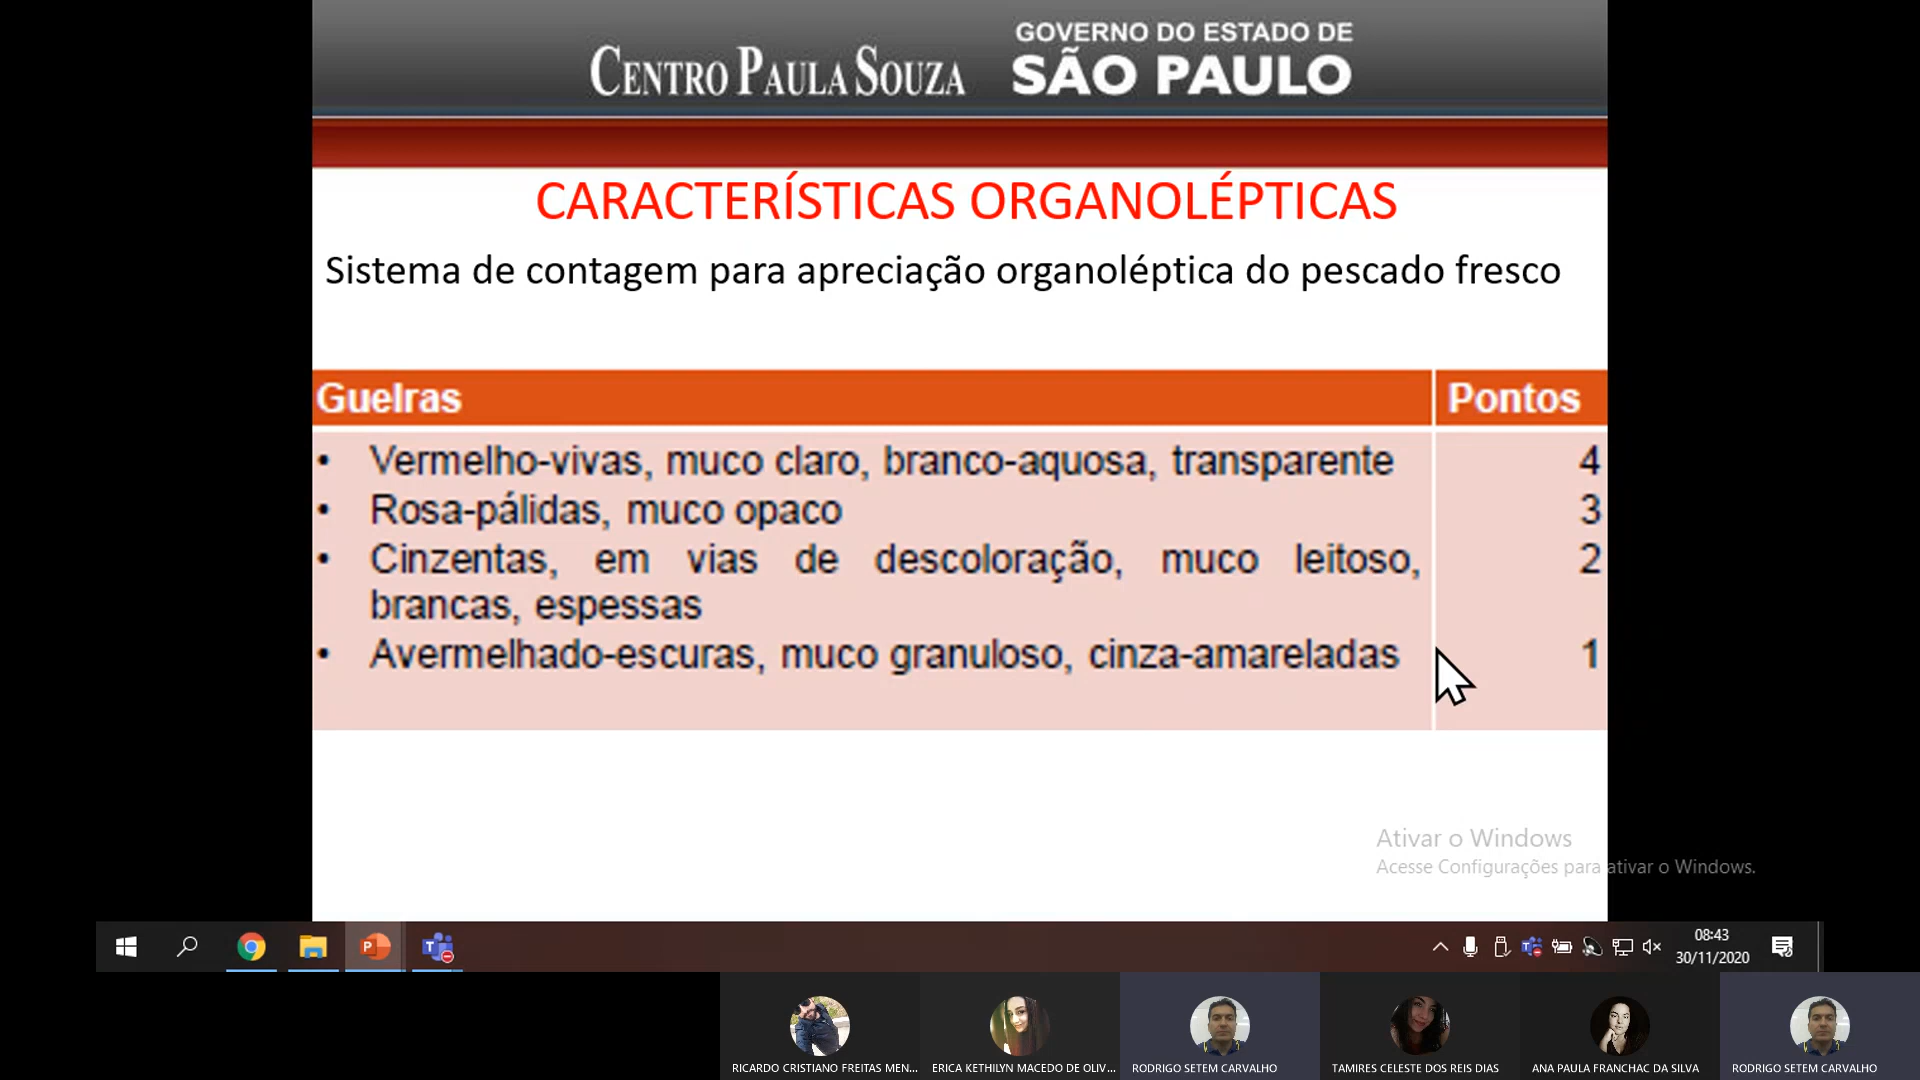 CENTRO PAULA SOUZA
GOVERNO DO ESTADO DE
SÃO PAULO
CARACTERÍSTICAS ORGANOLÉPTICAS
Sistema de contagem para apreciação organoléptica do pescado fresco
Guelras Pontos
• Vermelho-vivas, muco claro, branco-aquosa, transparente 4
• Rosa-pálidas, muco opaco 3
• Cinzentas, em vias de descoloração, muco leitoso, 2
brancas, espessas
• Avermelhado-escuras, muco granuloso, cinza-amareladas 1
Ativar o Windows
Acesse Configurações para ativar o Windows.
08:43
30/11/2020
RICARDO CRISTIANO FREITAS MEN... ERICA KETHILYN MACEDO DE OLIV... RODRIGO SETEM CARVALHO TAMIRES CELESTE DOS REIS DIAS ANA PAULA FRANCHAC DA SILVA RODRIGO SETEM CARVALHO